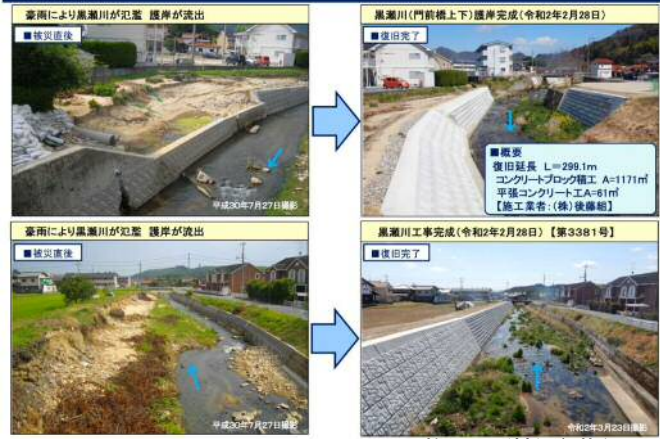 豪雨により黒瀬川が氾濫 護岸が流出
■被災直後
平成30年7月27日撮影
黒瀬川(門前橋上下)護岸完成(令和2年2月28日)
■復旧完了
■概要
復旧延長 L=299.1m
コンクリートブロック積工 A=1171㎡
平張コンクリート工A=61㎡
【施工業者:(株)後藤組】
豪雨により黒瀬川が氾濫 護岸が流出
■被災直後
平成30年7月27日撮影
黒瀬川工事完成(令和2年2月28日)【第3381号】
■復旧完了
令和2年3月23日撮影